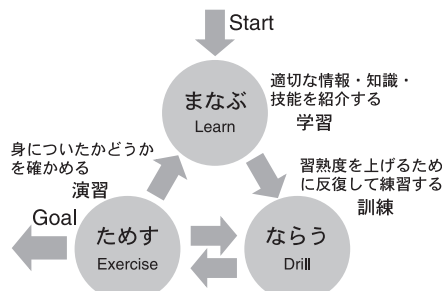 Start
まなぶ
Learn
適切な情報・知識・
技能を紹介する
学習
身についたかどうか
を確かめる
演習
習熟度を上げるため
に反復して練習する
訓練
Goal
ためす
Exercise
ならう
Drill